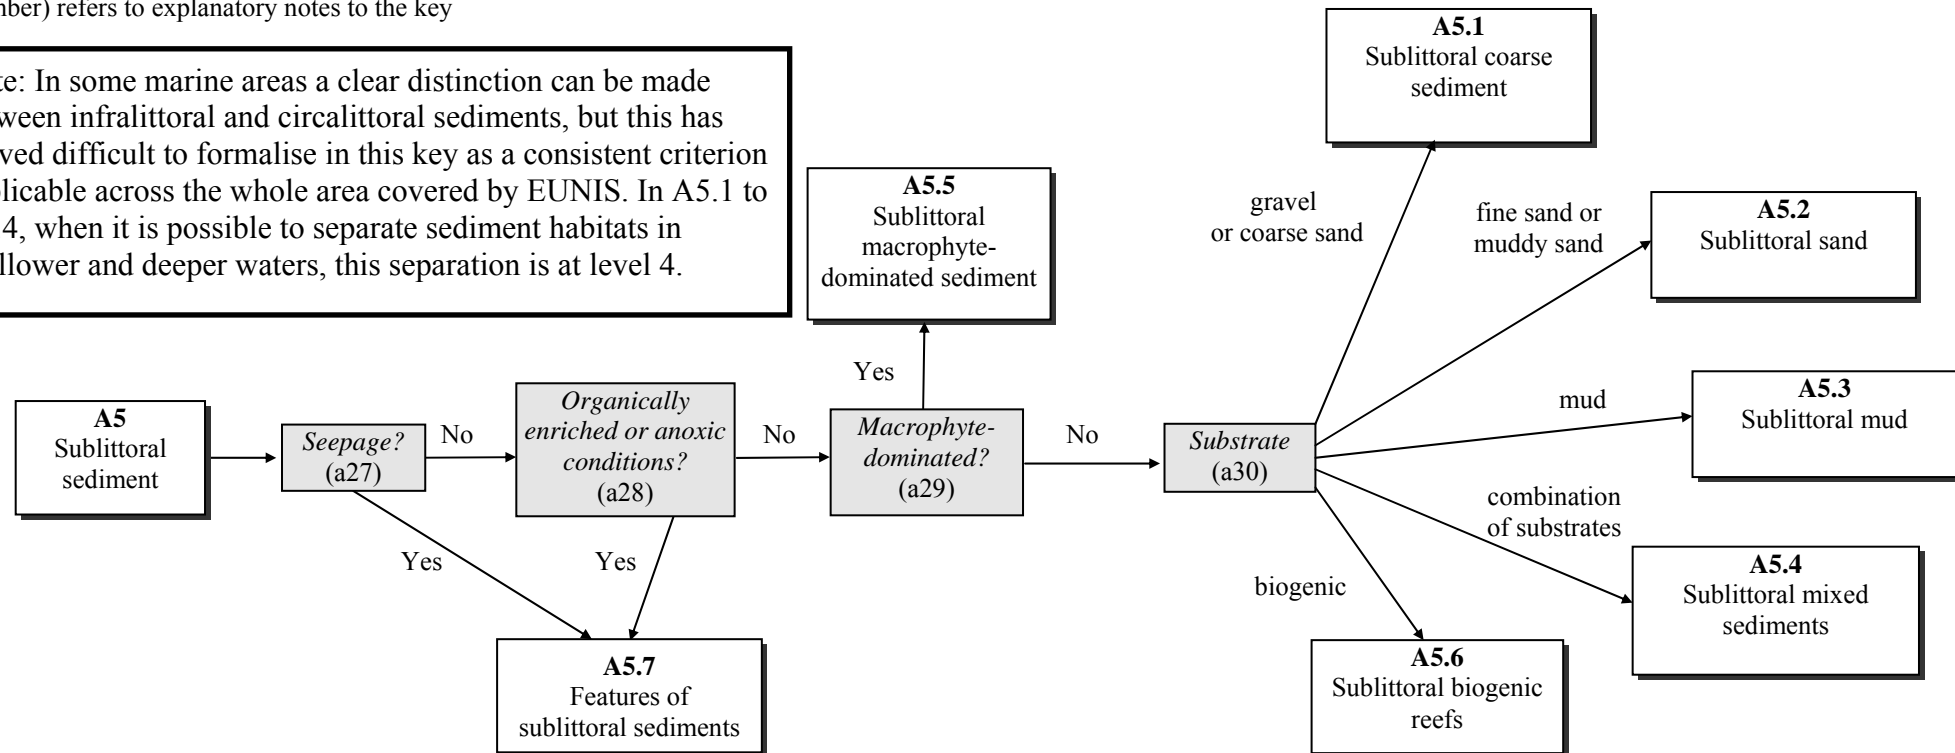 mber) refers to explanatory notes to the key
te: In some marine areas a clear distinction can be made
ween infralittoral and circalittoral sediments, but this has
ved difficult to formalise in this key as a consistent criterion
plicable across the whole area covered by EUNIS. In A5.1 to
4, when it is possible to separate sediment habitats in
llower and deeper waters, this separation is at level 4.
A5.1
Sublittoral coarse
sediment
A5.5
Sublittoral
macrophyte-
dominated sediment
gravel
or coarse sand
fine sand or
muddy sand
A5.2
Sublittoral sand
A5
Sublittoral
sediment
Seepage?
(a27)
No
Organically
enriched or anoxic
conditions?
(a28)
No
Yes
Macrophyte-
dominated?
(a29)
No
Substrate
(a30)
mud
A5.3
Sublittoral mud
combination
of substrates
A5.4
Sublittoral mixed
sediments
Yes
Yes
biogenic
A5.7
Features of
sublittoral sediments
A5.6
Sublittoral biogenic
reefs